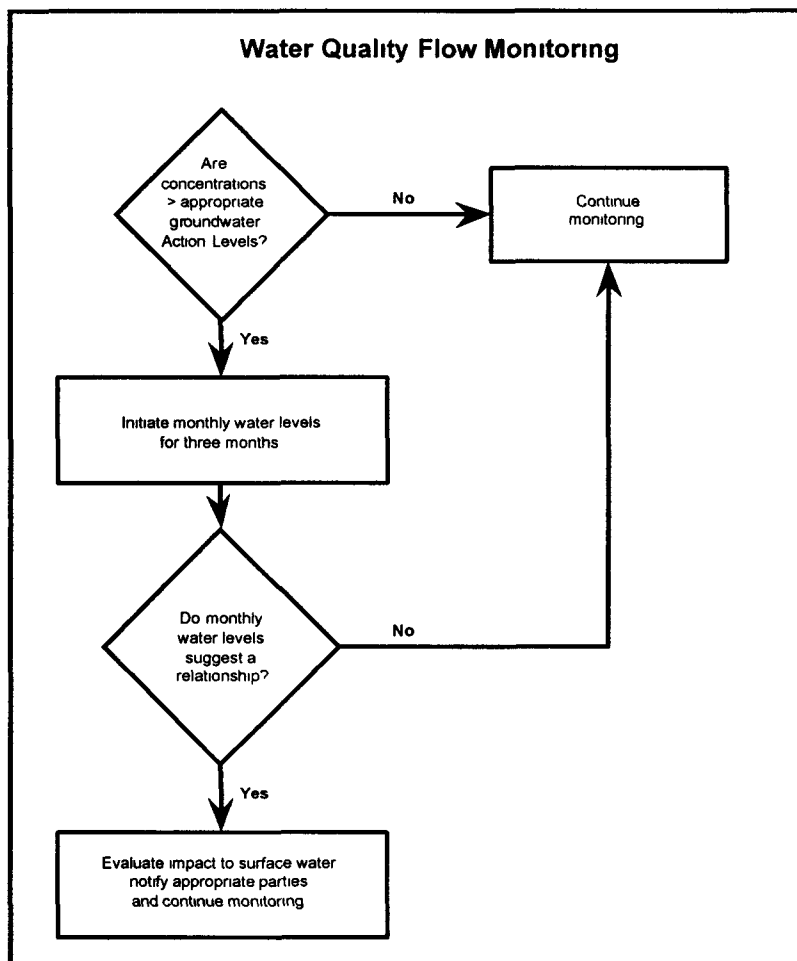 Water Quality Flow Monitoring
Are
concentrations
> appropriate
groundwater
Action Levels?
No
Continue
monitoring
Yes
Initiate monthly water levels
for three months
Do monthly
water levels
suggest a
relationship?
No
Yes
Evaluate impact to surface water
notify appropriate parties
and continue monitoring